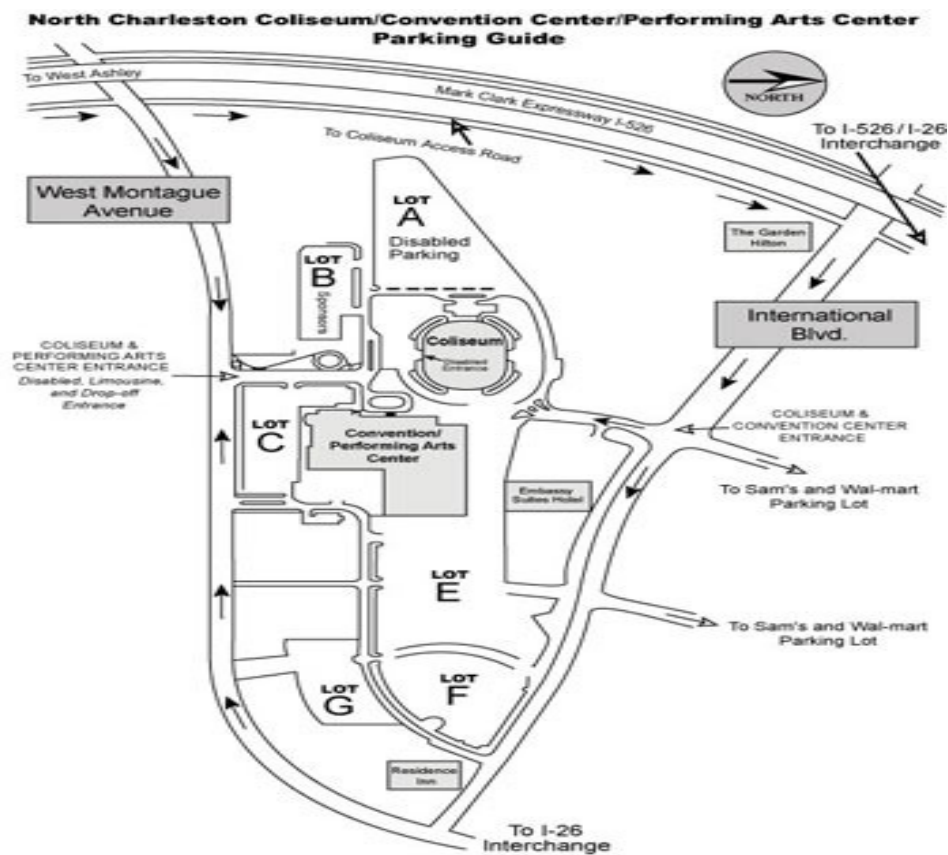 North Charleston Coliseum/Convention Center/Performing Arts Center
Parking Guide
To West Ashley
Mark Clark Expressway I-526
NORTH
To Coliseum Access Road
To I-526 / I-26
Interchange
West Montague
Avenue
LOT
A
Disabled
Parking
The Garden
Hilton
LOT
B
Sponsors
International
Blvd.
Coliseum
Disabled
Entrance
COLISEUM &
PERFORMING ARTS
CENTER ENTRANCE
Disabled, Limousine,
and Drop-off
Entrance
LOT
C
Convention/
Performing Arts
Center
COLISEUM &
CONVENTION CENTER
ENTRANCE
Embassy
Suites Hotel
To Sam's and Wal-mart
Parking Lot
LOT
E
To Sam's and Wal-mart
Parking Lot
LOT
F
LOT
G
Residence
Inn
To I-26
Interchange